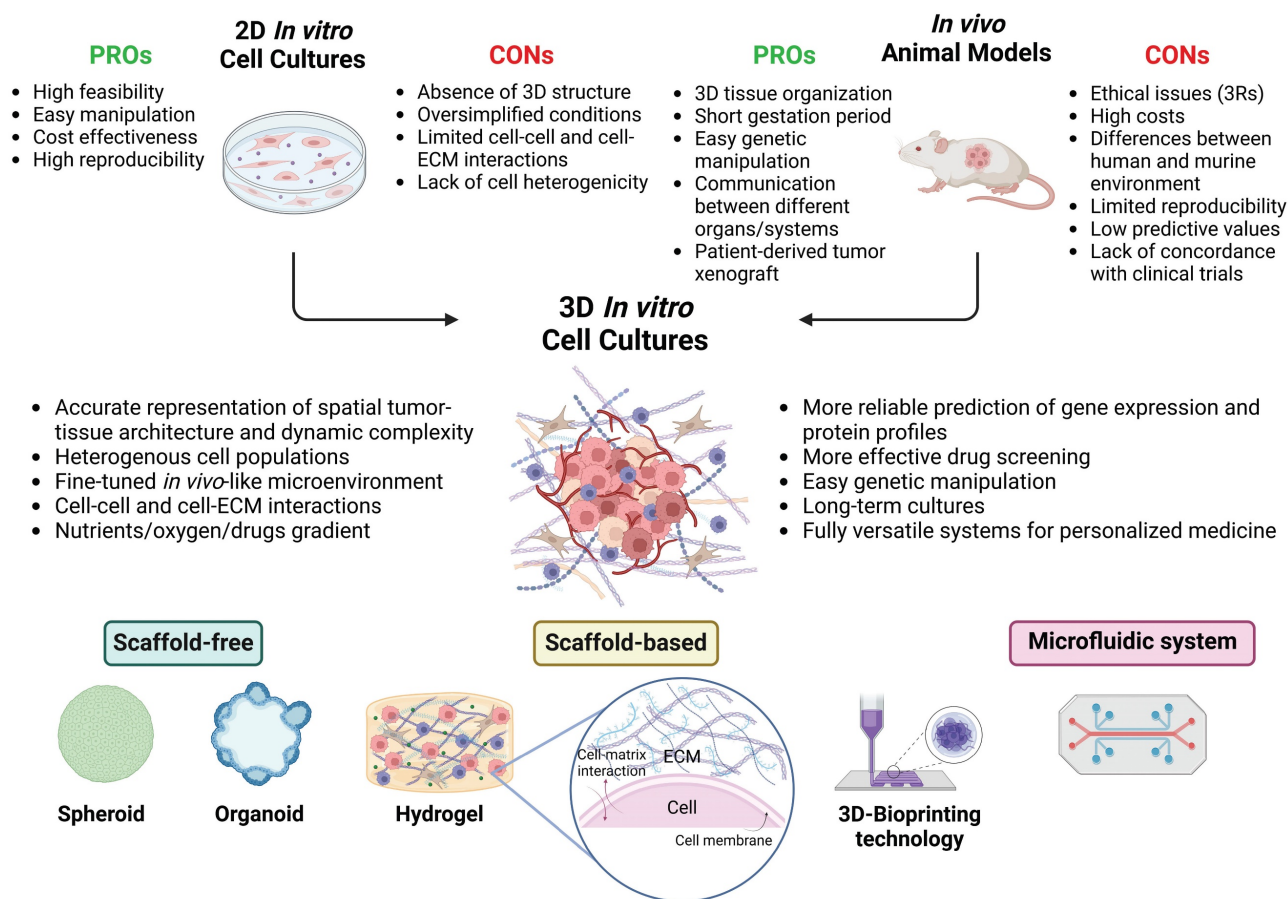 2D In vitro
Cell Cultures
PROs
• High feasibility
• Easy manipulation
• Cost effectiveness
• High reproducibility
CONs
• Absence of 3D structure
• Oversimplified conditions
• Limited cell-cell and cell-
ECM interactions
• Lack of cell heterogenicity
In vivo
Animal Models
PROs
• 3D tissue organization
• Short gestation period
• Easy genetic
manipulation
• Communication
between different
organs/systems
• Patient-derived tumor
xenograft
CONs
• Ethical issues (3Rs)
• High costs
• Differences between
human and murine
environment
• Limited reproducibility
• Low predictive values
• Lack of concordance
with clinical trials
3D In vitro
Cell Cultures
• Accurate representation of spatial tumor-
tissue architecture and dynamic complexity
• Heterogenous cell populations
• Fine-tuned in vivo-like microenvironment
• Cell-cell and cell-ECM interactions
• Nutrients/oxygen/drugs gradient
• More reliable prediction of gene expression and
protein profiles
• More effective drug screening
• Easy genetic manipulation
• Long-term cultures
• Fully versatile systems for personalized medicine
Scaffold-free
Scaffold-based
Microfluidic system
Spheroid
Organoid
Hydrogel
Cell-matrix
interaction
ECM
Cell
Cell membrane
3D-Bioprinting
technology